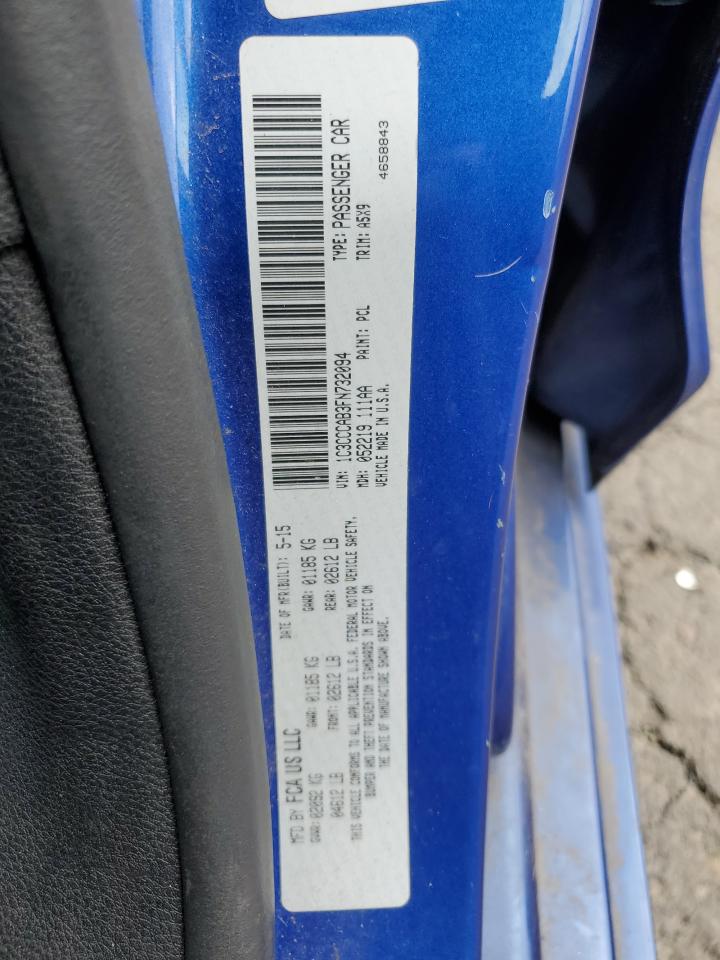 MFD BY FCA US LLC DATE OF MFR(BUILT): 5-15
GVWR: 02092 KG GAWR: 01185 KG GAWR: 01185 KG
04612 LB FRONT: 02612 LB REAR: 02612 LB
THIS VEHICLE CONFORMS TO ALL APPLICABLE U.S.A. FEDERAL MOTOR VEHICLE SAFETY,
BUMPER AND THEFT PREVENTION STANDARDS IN EFFECT ON
THE DATE OF MANUFACTURE SHOWN ABOVE.
VIN: 1C3CCCAB3FN732094 TYPE: PASSENGER CAR
MDH: 052219 111AA PAINT: PCL TRIM: A5X9
VEHICLE MADE IN U.S.A. 4658843